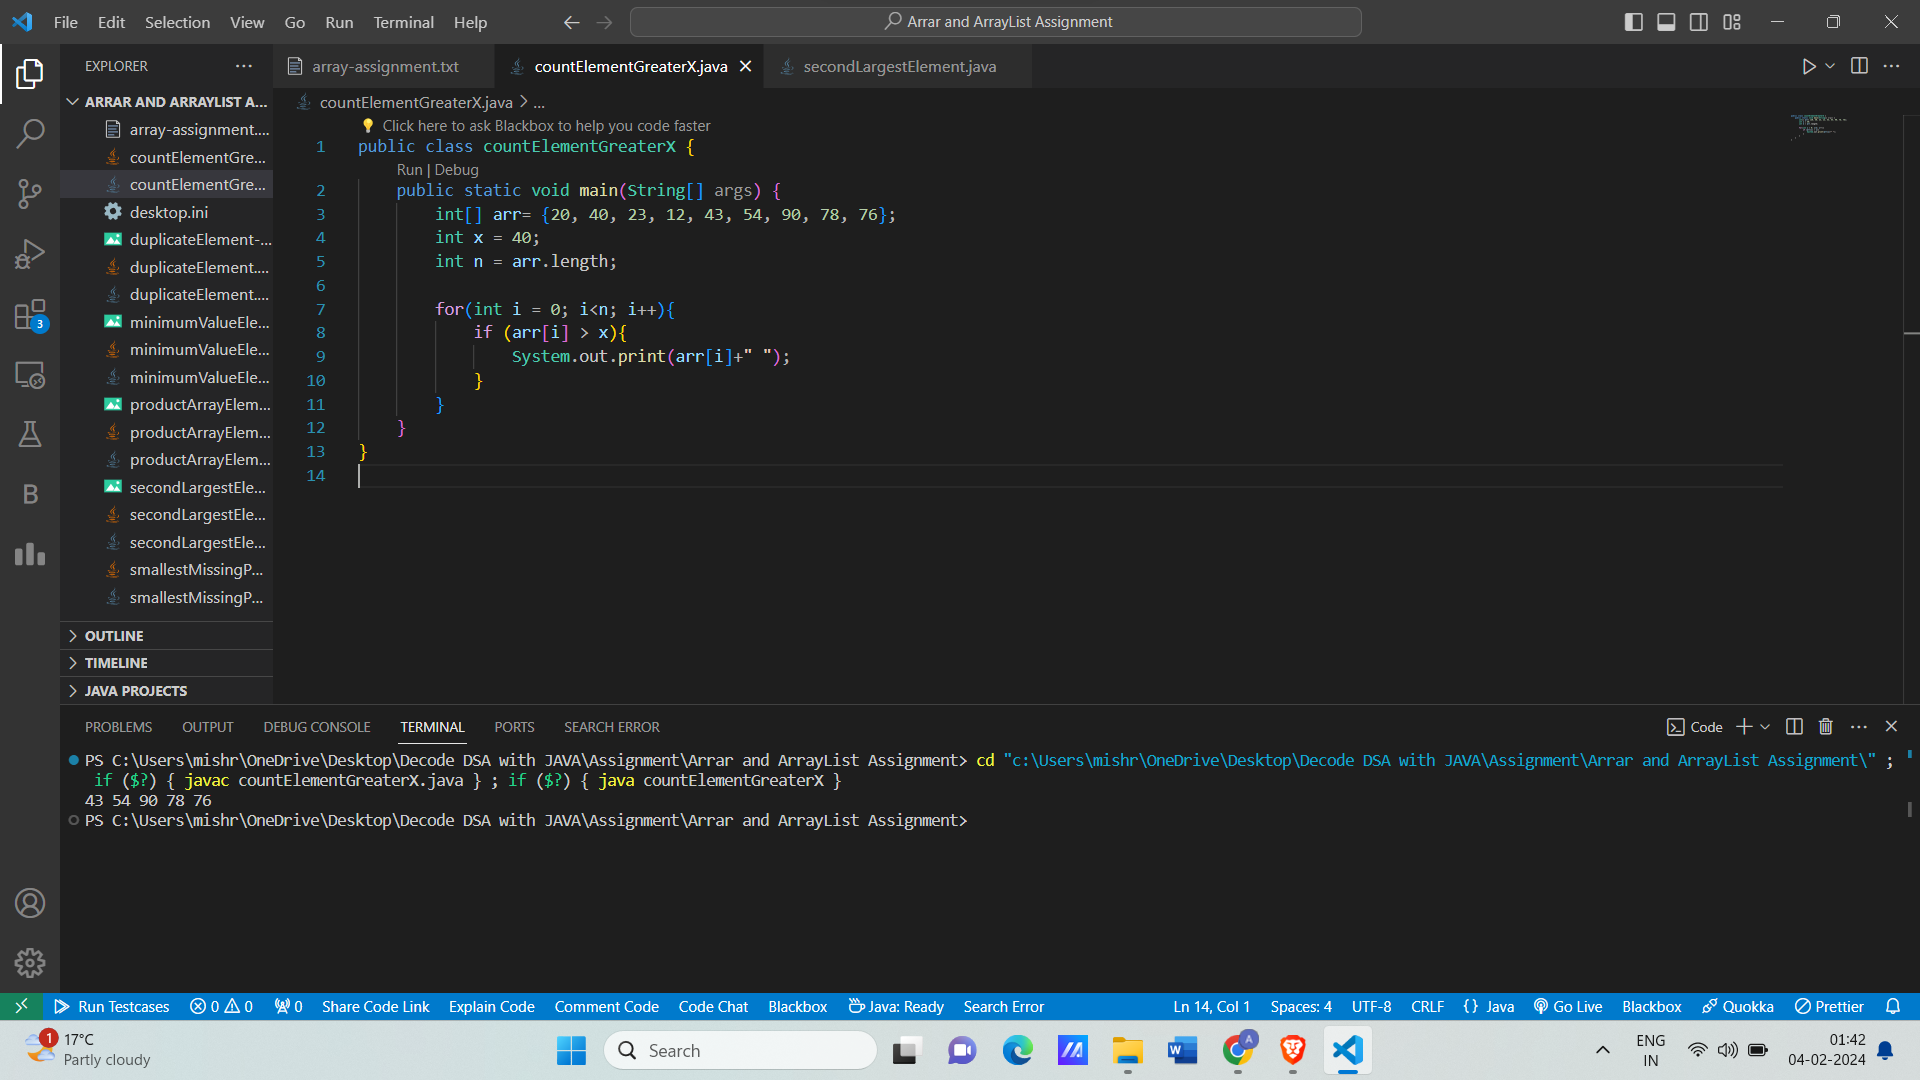 File Edit Selection View Go Run Terminal Help
Arrar and ArrayList Assignment
EXPLORER
ARRAR AND ARRAYLIST A...
array-assignment....
countElementGre...
countElementGre...
desktop.ini
duplicateElement-...
duplicateElement....
duplicateElement....
minimumValueEle...
minimumValueEle...
minimumValueEle...
productArrayElem...
productArrayElem...
productArrayElem...
secondLargestEle...
secondLargestEle...
secondLargestEle...
smallestMissingP...
smallestMissingP...
OUTLINE
TIMELINE
JAVA PROJECTS
3
B
array-assignment.txt countElementGreaterX.java secondLargestElement.java
countElementGreaterX.java > ...
Click here to ask Blackbox to help you code faster
1 public class countElementGreaterX {
Run | Debug
2 public static void main(String[] args) {
3 int[] arr= {20, 40, 23, 12, 43, 54, 90, 78, 76};
4 int x = 40;
5 int n = arr.length;
6
7 for(int i = 0; i<n; i++){
8 if (arr[i] > x){
9 System.out.print(arr[i]+" ");
10 }
11 }
12 }
13 }
14
PROBLEMS OUTPUT DEBUG CONSOLE TERMINAL PORTS SEARCH ERROR
Code
PS C:\Users\mishr\OneDrive\Desktop\Decode DSA with JAVA\Assignment\Arrar and ArrayList Assignment> cd "c:\Users\mishr\OneDrive\Desktop\Decode DSA with JAVA\Assignment\Arrar and ArrayList Assignment\" ;
if ($?) { javac countElementGreaterX.java } ; if ($?) { java countElementGreaterX }
43 54 90 78 76
PS C:\Users\mishr\OneDrive\Desktop\Decode DSA with JAVA\Assignment\Arrar and ArrayList Assignment>
Run Testcases 0 0 0 Share Code Link Explain Code Comment Code Code Chat Blackbox Java: Ready Search Error Ln 14, Col 1 Spaces: 4 UTF-8 CRLF {} Java Go Live Blackbox Quokka Prettier
1 17°C
Partly cloudy
Search
W
A
ENG
IN
01:42
04-02-2024